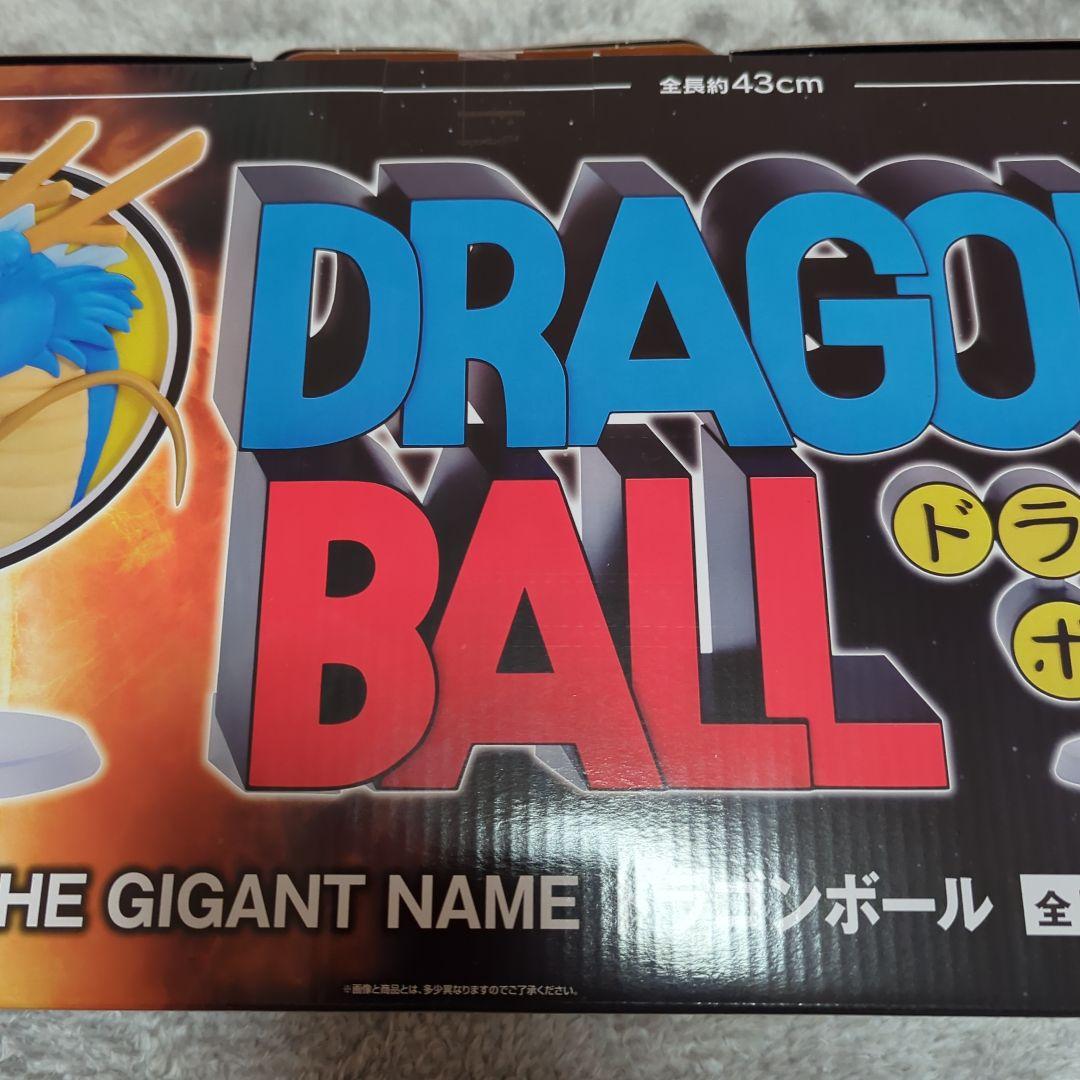 全長約43cm
DRAGON
BALL
ドラ
ボ
HE GIGANT NAME ラゴンボール 全
※画像と商品とは、多少異なりますのでご了承ください。